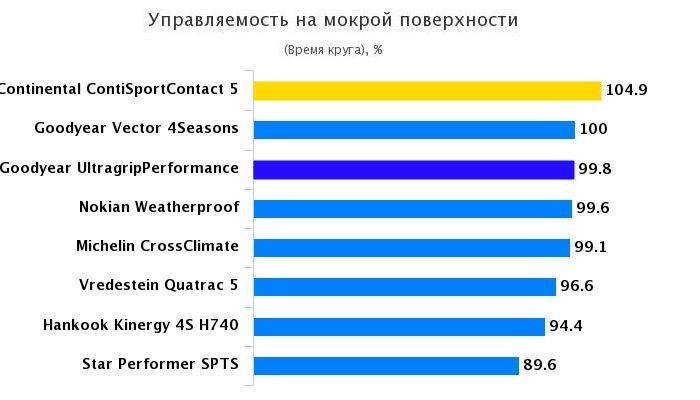 Управляемость на мокрой поверхности
(Время круга), %
Continental ContiSportContact 5 104.9
Goodyear Vector 4Seasons 100
Goodyear UltragripPerformance 99.8
Nokian Weatherproof 99.6
Michelin CrossClimate 99.1
Vredestein Quatrac 5 96.6
Hankook Kinergy 4S H740 94.4
Star Performer SPTS 89.6